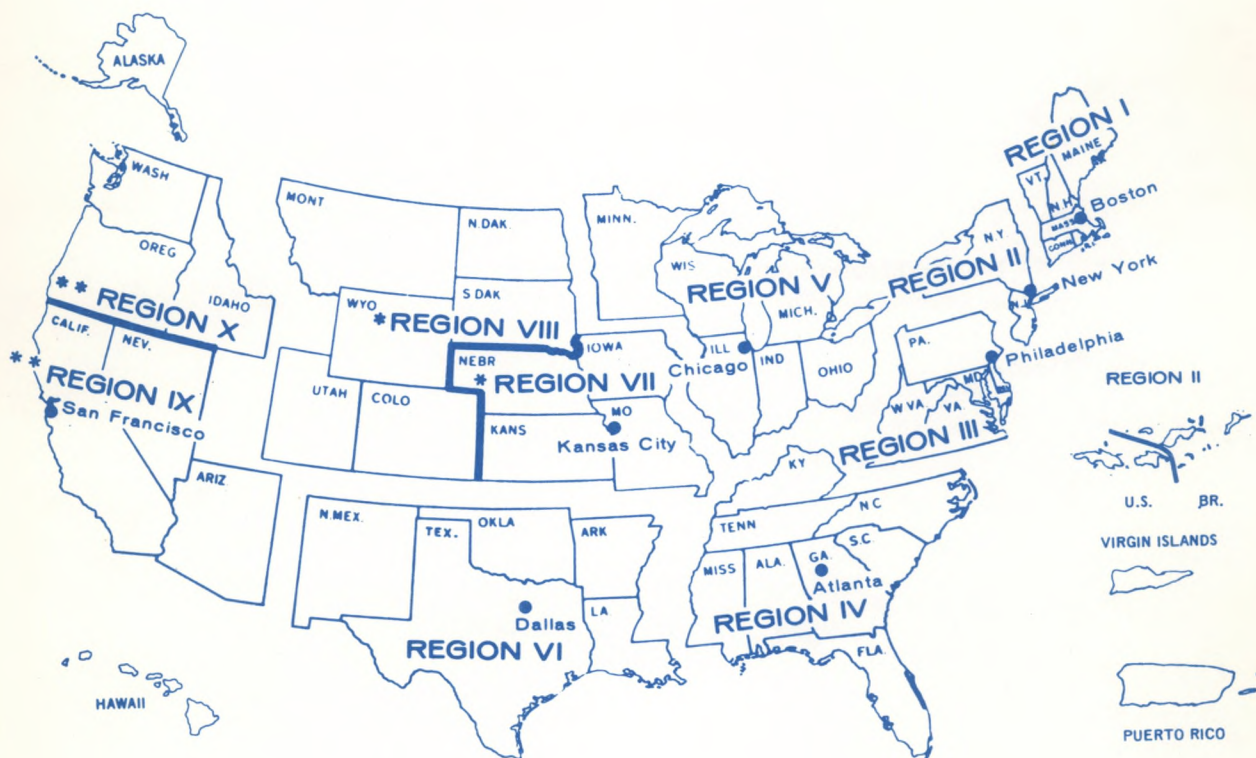 ALASKA
REGION I
MAINE
WASH
VT.
N.H.
Boston
MONT
N.DAK.
MINN.
MASS
CONN.
R.I.
OREG
N.Y.
WIS
REGION II
New York
** REGION X
IDAHO
WYO
S DAK
REGION V
N.J.
CALIF.
NEV.
*REGION VIII
MICH.
IOWA
ILL
IND
OHIO
PA.
Philadelphia
NEBR
Chicago
** REGION IX
* REGION VII
MD.
REGION II
San Francisco
UTAH
COLO
MO
W VA.
VA.
KANS
Kansas City
REGION III
KY
ARIZ
U.S. BR.
VIRGIN ISLANDS
N.MEX.
TEX.
OKLA
ARK
TENN
N C
S.C.
MISS
ALA.
GA.
Atlanta
Dallas
LA
REGION IV
REGION VI
FLA.
HAWAII
PUERTO RICO